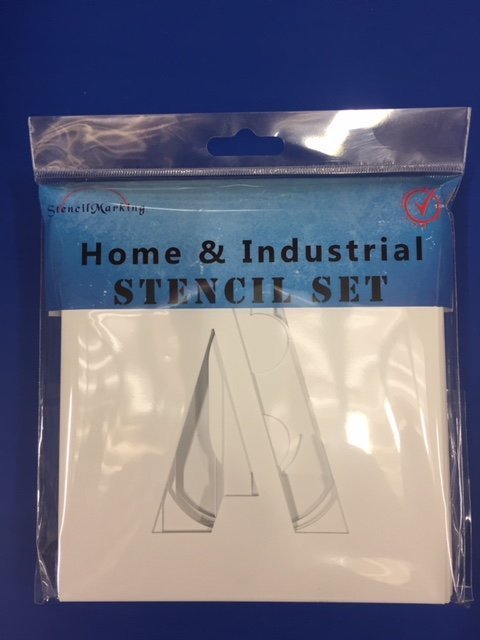 StencilMarking
Home & Industrial
STENCIL SET
A